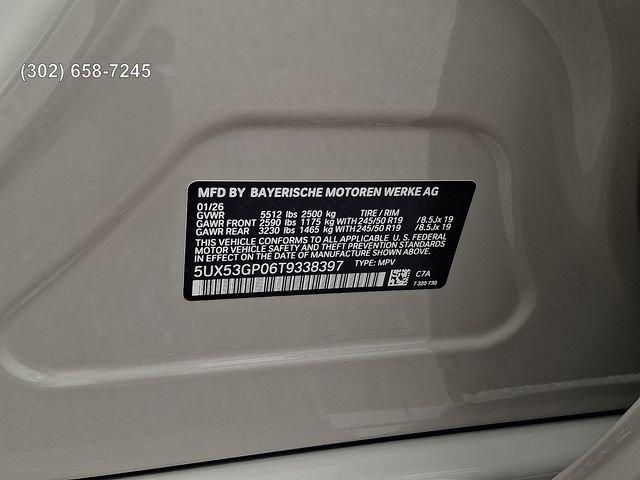 (302) 658-7245
MFD BY BAYERISCHE MOTOREN WERKE AG
01/26
GVWR 5512 lbs 2500 kg TIRE / RIM
GAWR FRONT 2590 lbs 1175 kg WITH 245/50 R19 /8.5Jx 19
GAWR REAR 3230 lbs 1465 kg WITH 245/50 R19 /8.5Jx 19
THIS VEHICLE CONFORMS TO ALL APPLICABLE U.S. FEDERAL
MOTOR VEHICLE SAFETY AND THEFT PREVENTION STANDARDS
IN EFFECT ON THE DATE OF MANUFACTURE SHOWN ABOVE.
5UX53GP06T9338397 TYPE: MPV
C7A
7 320 730